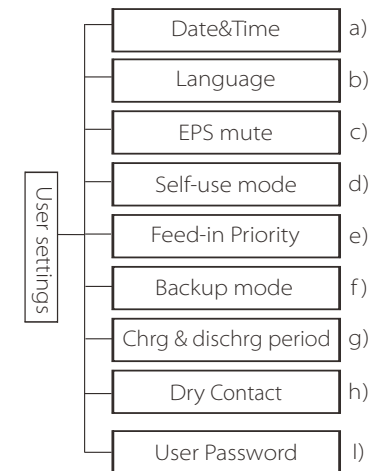 Date&Time a)
Language b)
EPS mute c)
Self-use mode d)
User settings
Feed-in Priority e)
Backup mode f)
Chrg & dischrg period g)
Dry Contact h)
User Password l)